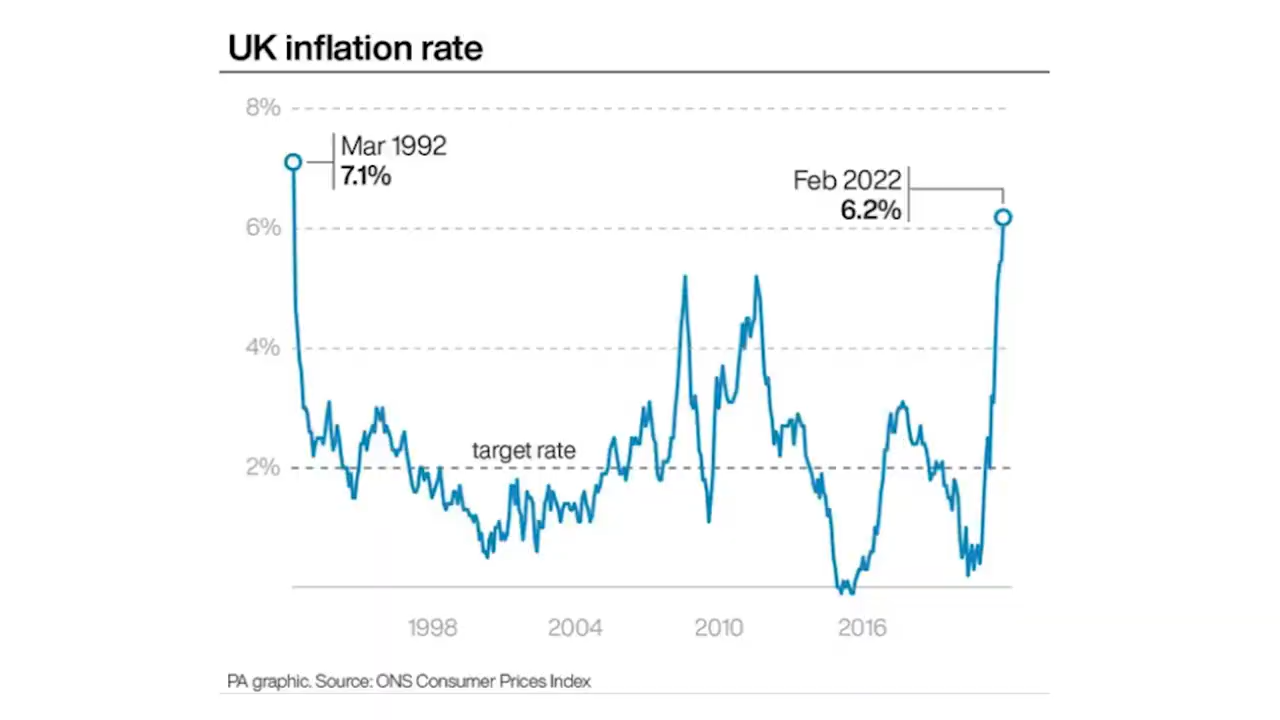 UK inflation rate
8%
Mar 1992
7.1%
Feb 2022
6.2%
6%
4%
target rate
2%
1998 2004 2010 2016
PA graphic. Source: ONS Consumer Prices Index